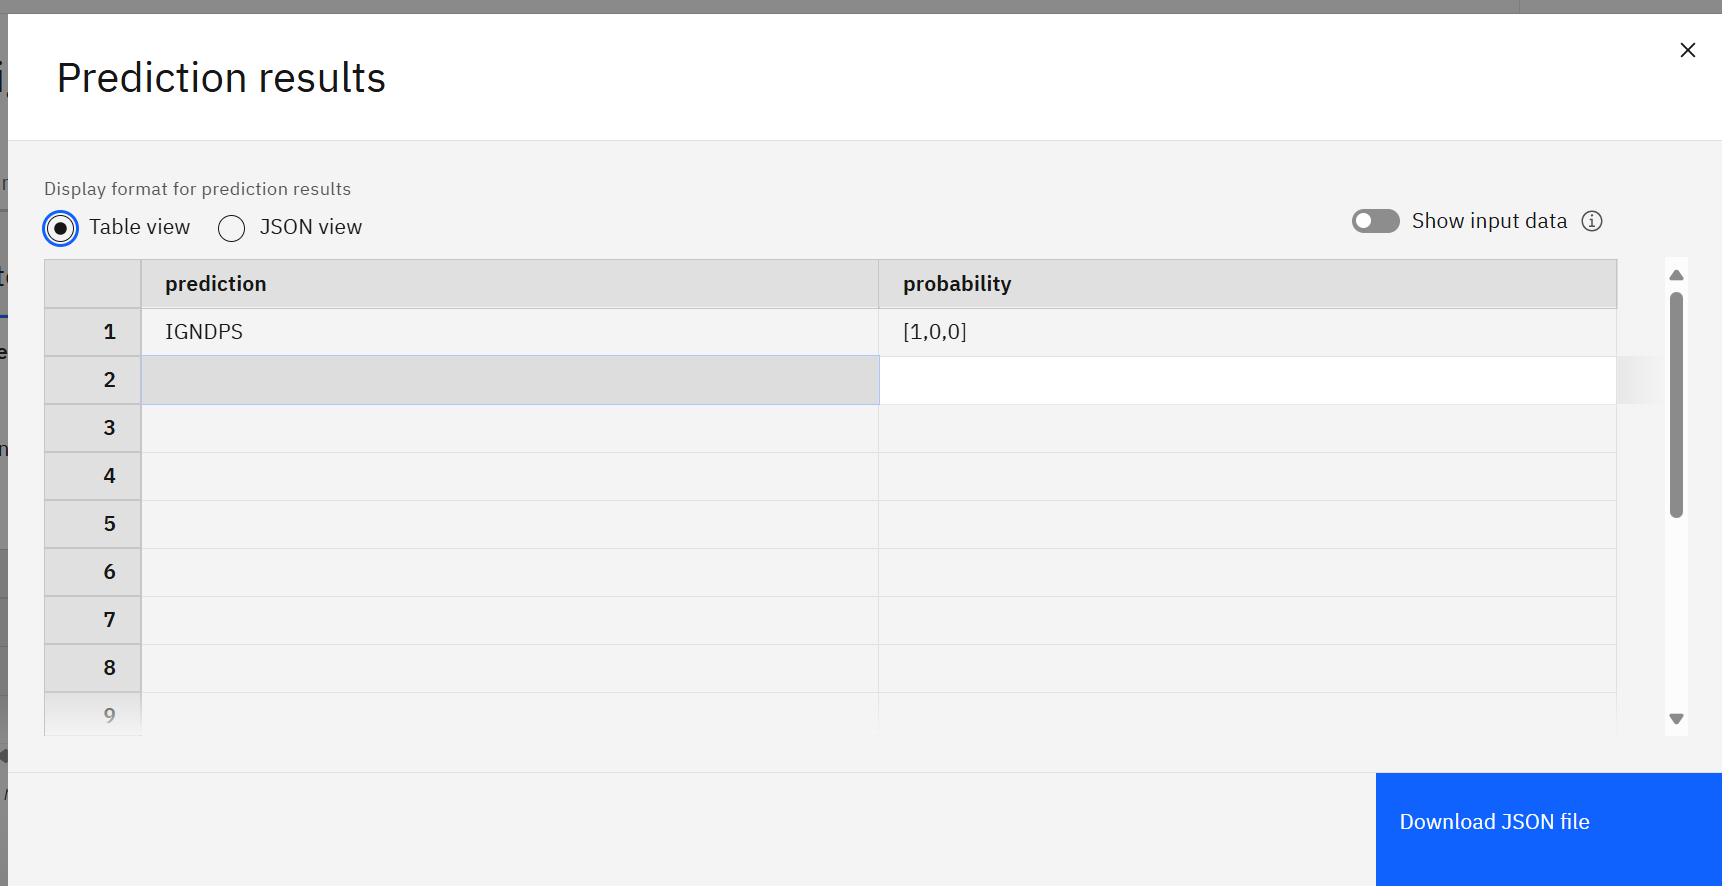 Prediction results
Display format for prediction results
Table view JSON view
Show input data
prediction probability
1 IGNDPS [1,0,0]
2
3
4
5
6
7
8
9
Download JSON file